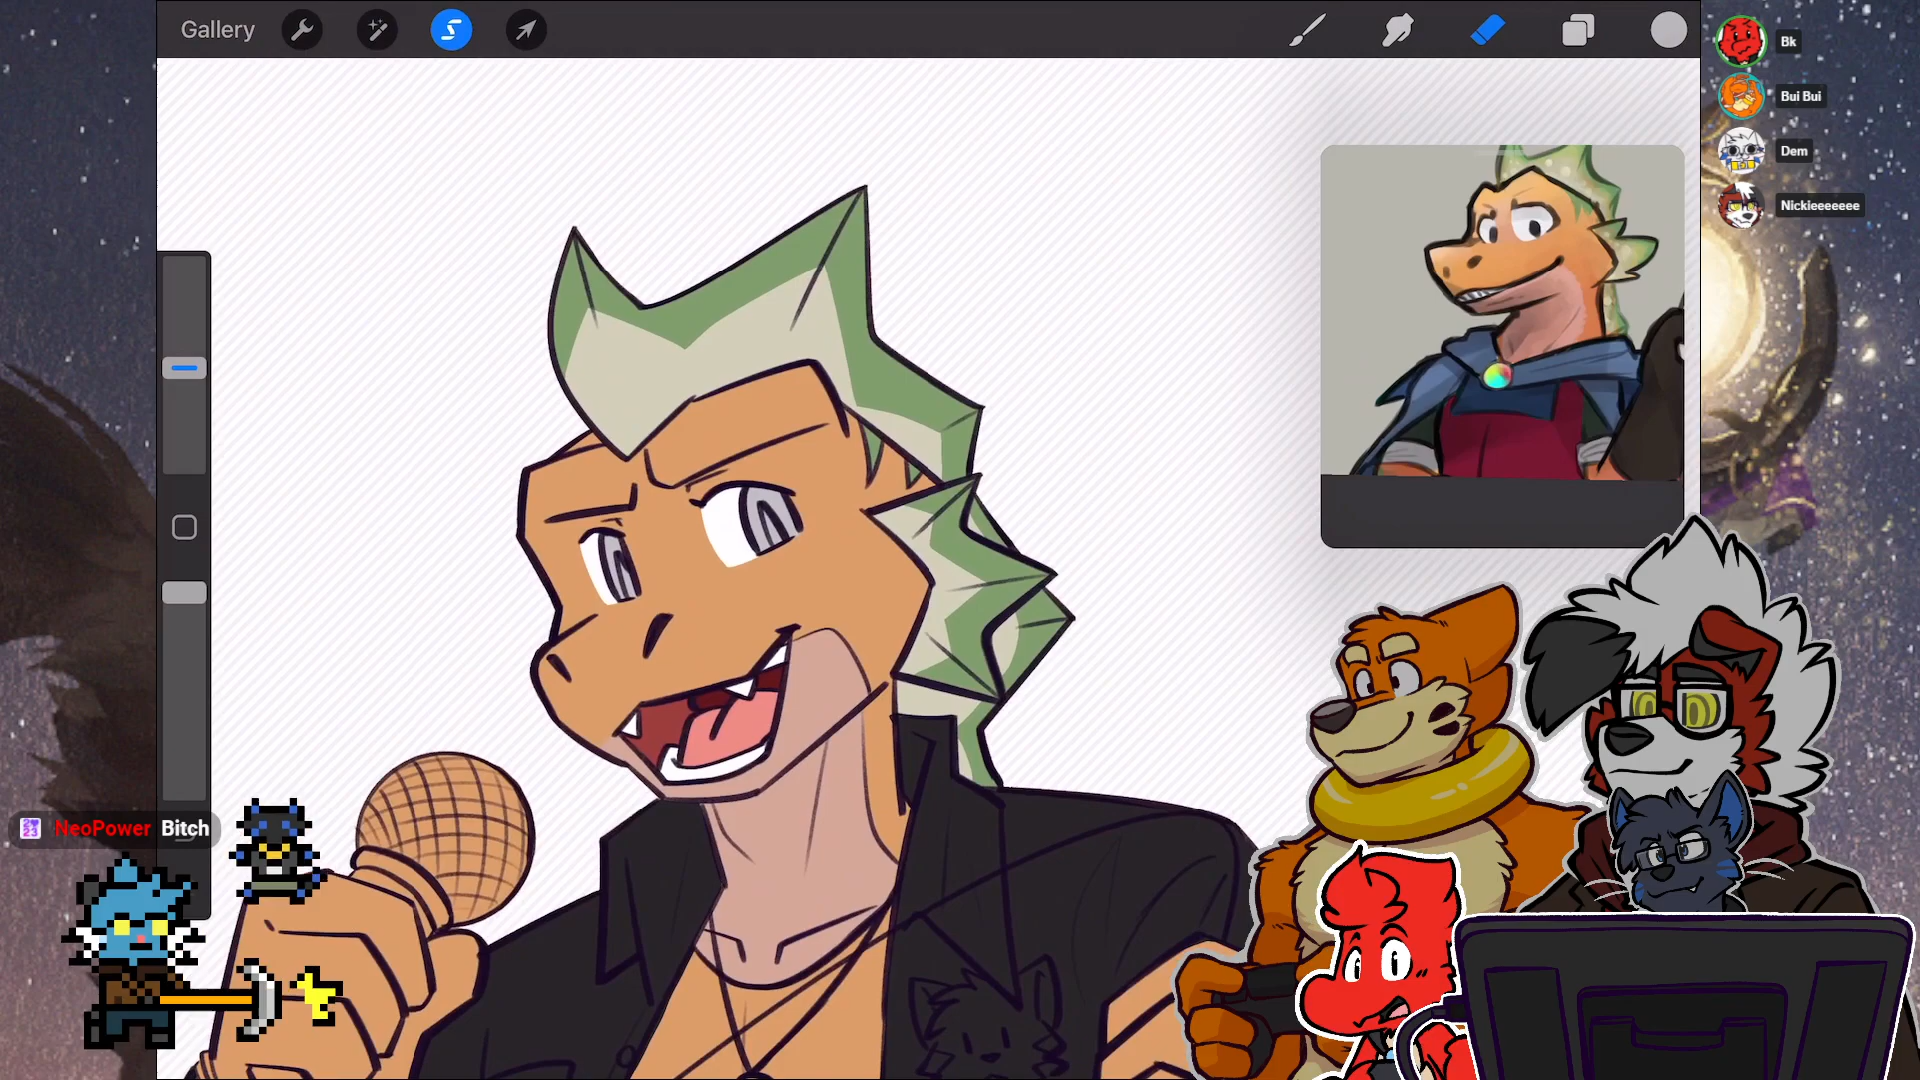 Gallery
Bk
Bui Bui
Dem
Nickieeeeeee
NeoPower Bitch